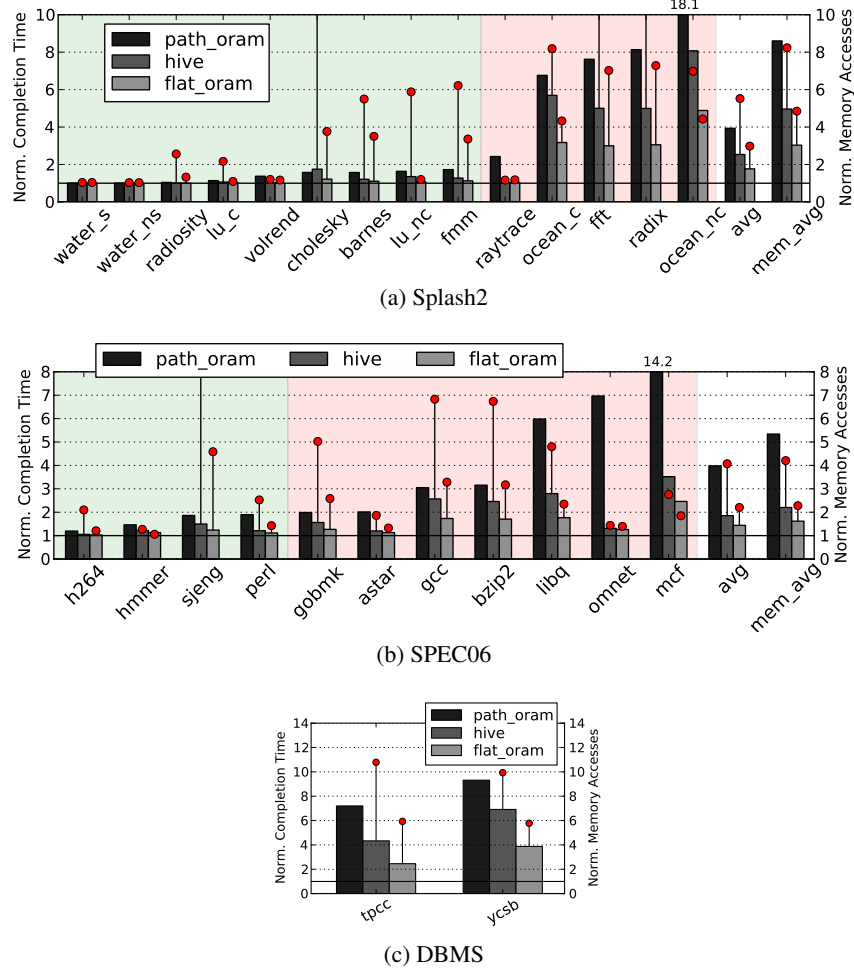 18.1
10
8
6
4
2
0
Norm. Completion Time
path_oram
hive
flat_oram
10
8
6
4
2
0
Norm. Memory Accesses
water_s
water_ns
radiosity
lu_c
volrend
cholesky
barnes
lu_nc
fmm
raytrace
ocean_c
fft
radix
ocean_nc
avg
mem_avg
(a) Splash2
path_oram hive flat_oram
14.2
8
7
6
5
4
3
2
1
0
Norm. Completion Time
8
7
6
5
4
3
2
1
0
Norm. Memory Accesses
h264
hmmer
sjeng
perl
gobmk
astar
gcc
bzip2
libq
omnet
mcf
avg
mem_avg
(b) SPEC06
14
12
10
8
6
4
2
0
Norm. Completion Time
path_oram
hive
flat_oram
14
12
10
8
6
4
2
0
Norm. Memory Accesses
tpcc
ycsb
(c) DBMS